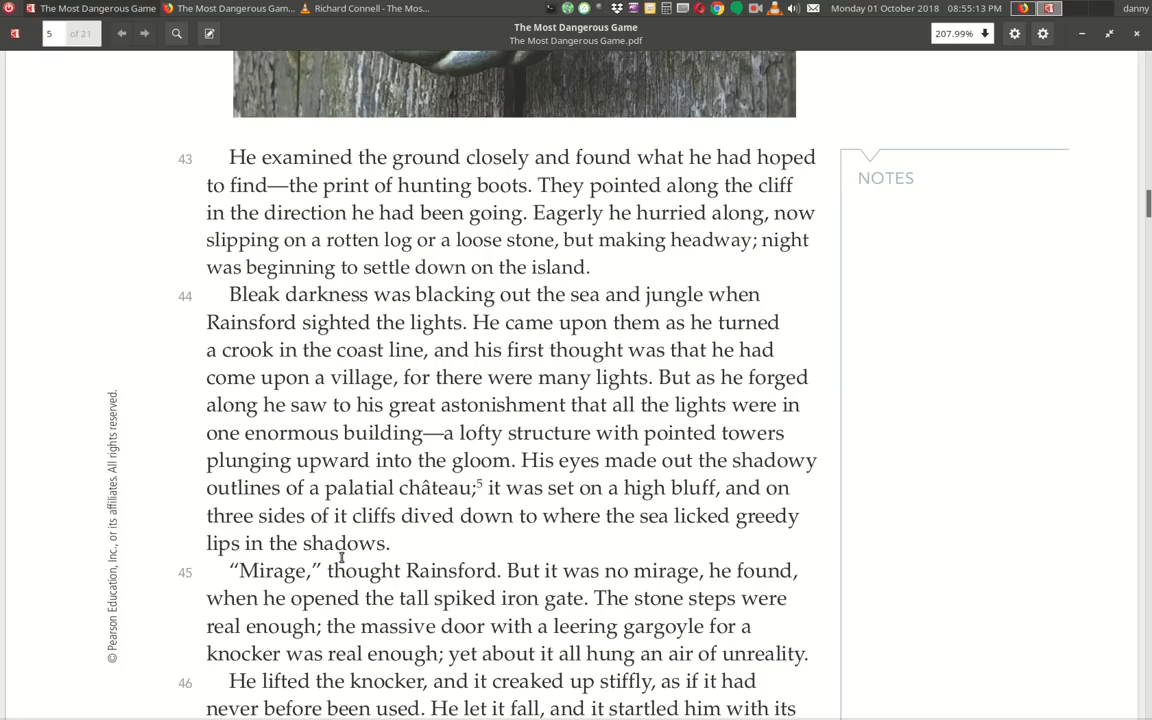 The Most Dangerous Game
The Most Dangerous Gam...
Richard Connell - The Mos...
Monday 01 October 2018
08:55:13 PM
danny
5 of 21
The Most Dangerous Game
The Most Dangerous Game.pdf
207.99%
43 He examined the ground closely and found what he had hoped
to find—the print of hunting boots. They pointed along the cliff
in the direction he had been going. Eagerly he hurried along, now
slipping on a rotten log or a loose stone, but making headway; night
was beginning to settle down on the island.
44 Bleak darkness was blacking out the sea and jungle when
Rainsford sighted the lights. He came upon them as he turned
a crook in the coast line, and his first thought was that he had
come upon a village, for there were many lights. But as he forged
along he saw to his great astonishment that all the lights were in
one enormous building—a lofty structure with pointed towers
plunging upward into the gloom. His eyes made out the shadowy
outlines of a palatial château;5 it was set on a high bluff, and on
three sides of it cliffs dived down to where the sea licked greedy
lips in the shadows.
45 “Mirage,” thought Rainsford. But it was no mirage, he found,
when he opened the tall spiked iron gate. The stone steps were
real enough; the massive door with a leering gargoyle for a
knocker was real enough; yet about it all hung an air of unreality.
46 He lifted the knocker, and it creaked up stiffly, as if it had
never before been used. He let it fall, and it startled him with its
NOTES
© Pearson Education, Inc., or its affiliates. All rights reserved.